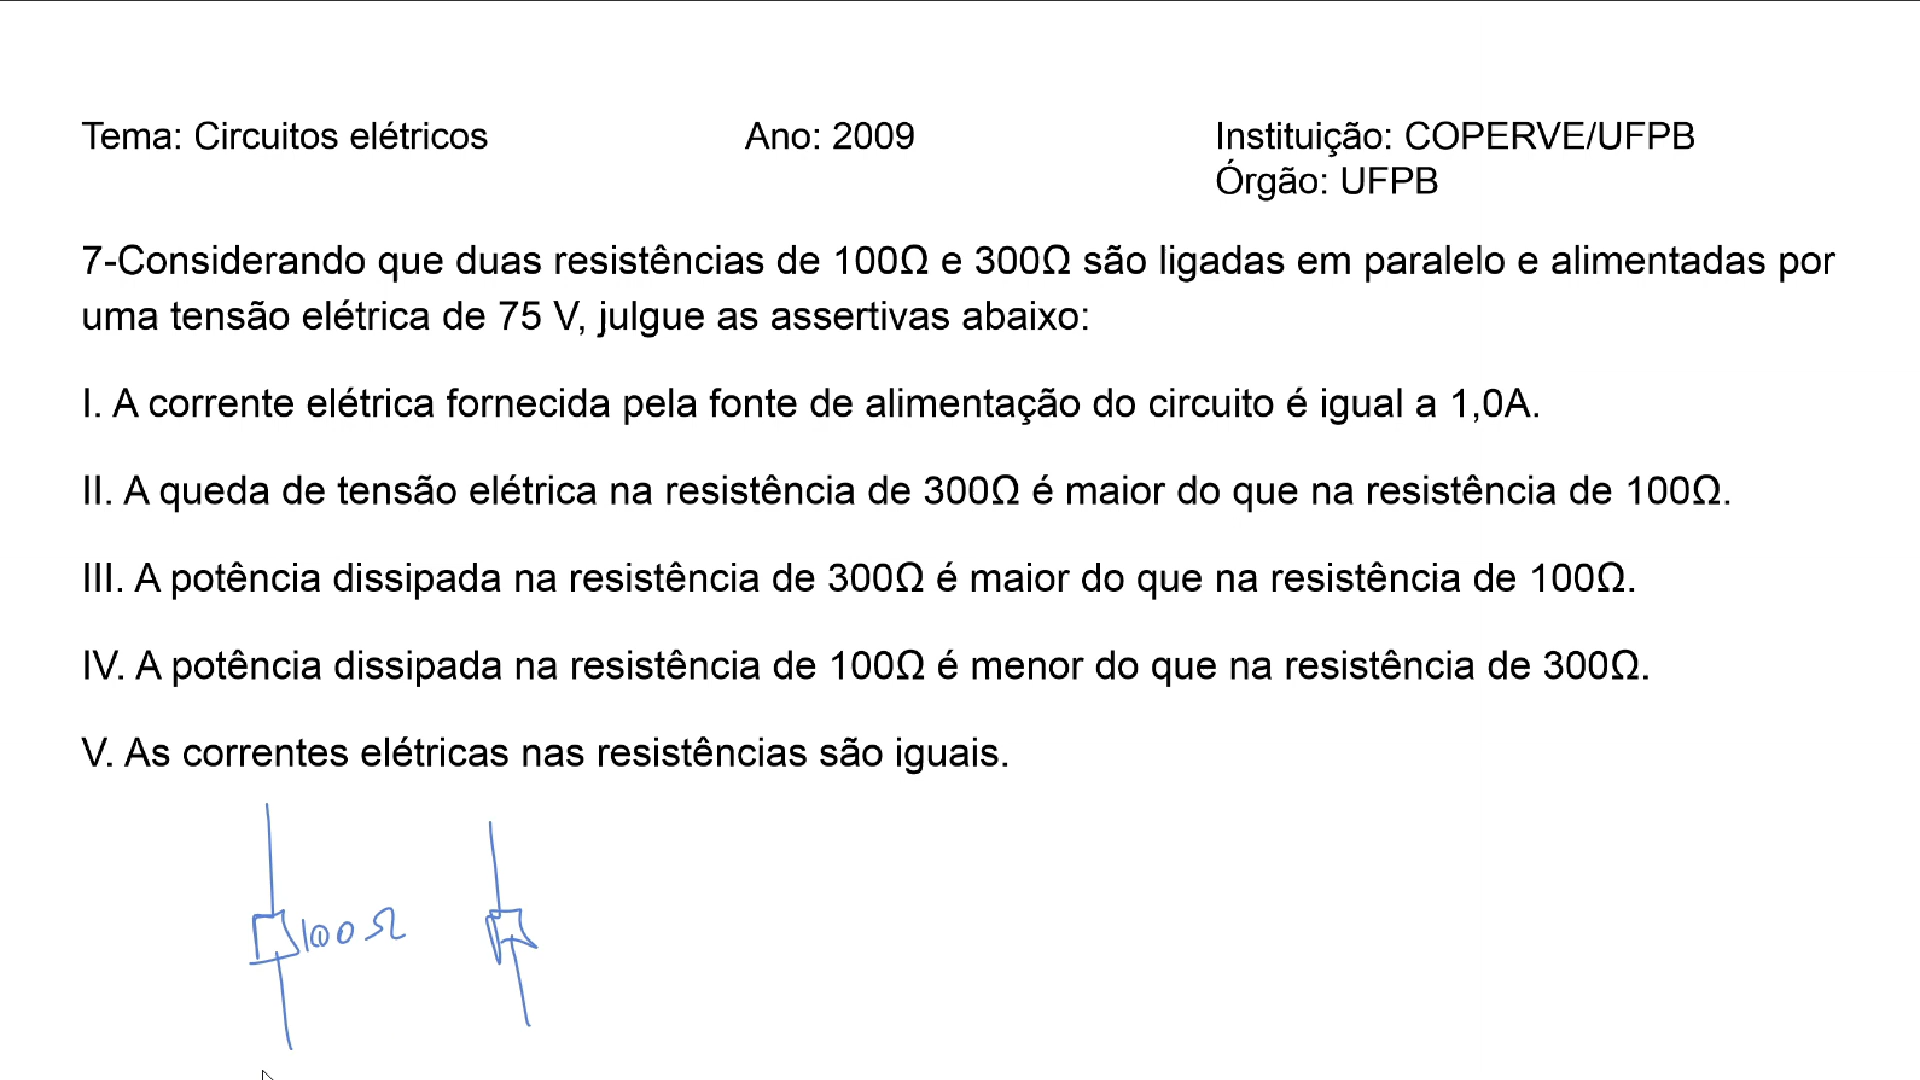 Tema: Circuitos elétricos Ano: 2009 Instituição: COPERVE/UFPB
Órgão: UFPB
7-Considerando que duas resistências de 100Ω e 300Ω são ligadas em paralelo e alimentadas por
uma tensão elétrica de 75 V, julgue as assertivas abaixo:
I. A corrente elétrica fornecida pela fonte de alimentação do circuito é igual a 1,0A.
II. A queda de tensão elétrica na resistência de 300Ω é maior do que na resistência de 100Ω.
III. A potência dissipada na resistência de 300Ω é maior do que na resistência de 100Ω.
IV. A potência dissipada na resistência de 100Ω é menor do que na resistência de 300Ω.
V. As correntes elétricas nas resistências são iguais.
100 Ω